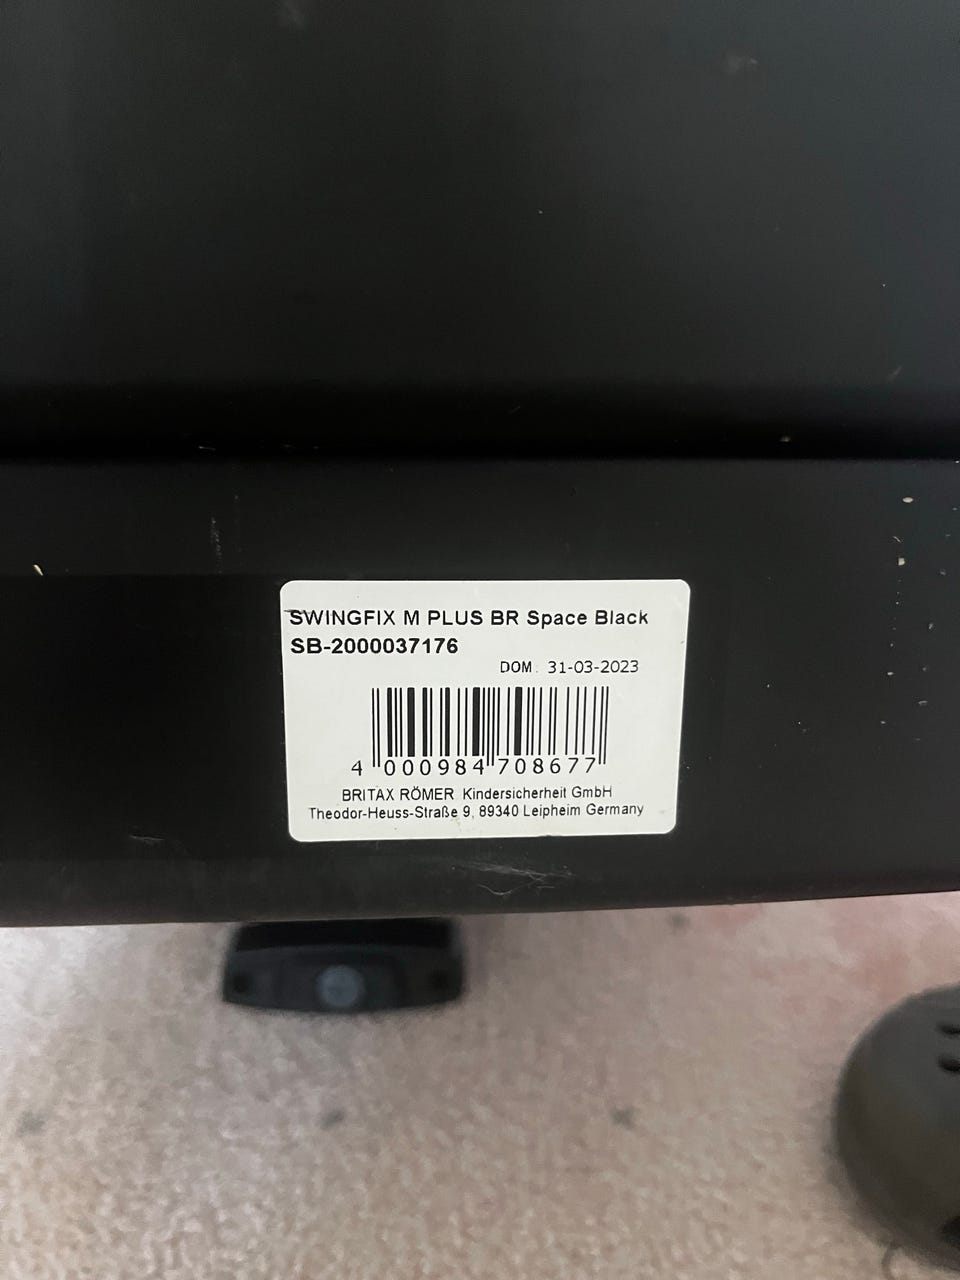 SWINGFIX M PLUS BR Space Black
SB-2000037176
DOM: 31-03-2023
4 000984 708677
BRITAX RÖMER Kindersicherheit GmbH
Theodor-Heuss-Straße 9, 89340 Leipheim Germany